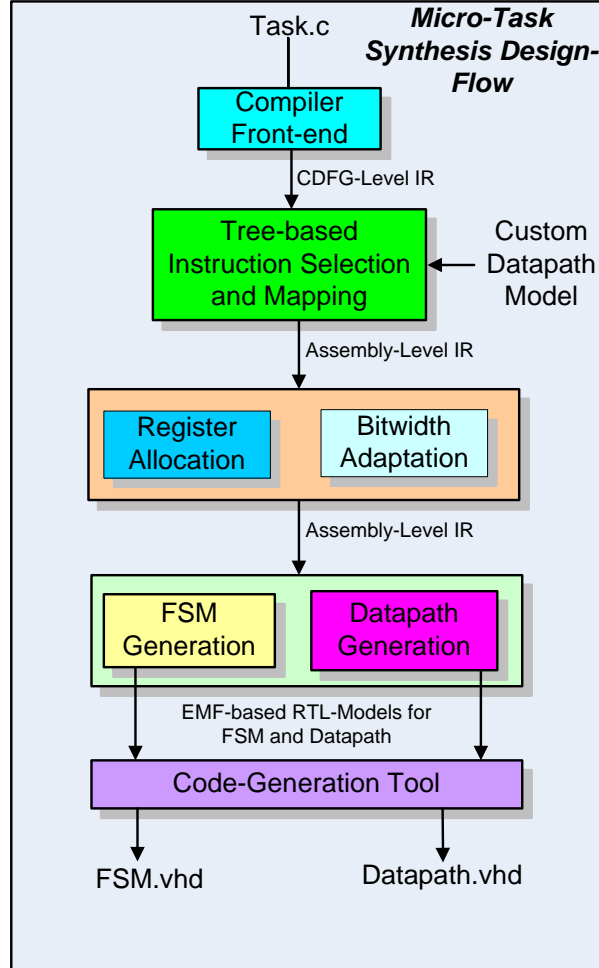 Micro-Task
Synthesis Design-
Flow
Task.c
Compiler
Front-end
CDFG-Level IR
Tree-based
Instruction Selection
and Mapping
Custom
Datapath
Model
Assembly-Level IR
Register
Allocation
Bitwidth
Adaptation
Assembly-Level IR
FSM
Generation
Datapath
Generation
EMF-based RTL-Models for
FSM and Datapath
Code-Generation Tool
FSM.vhd
Datapath.vhd